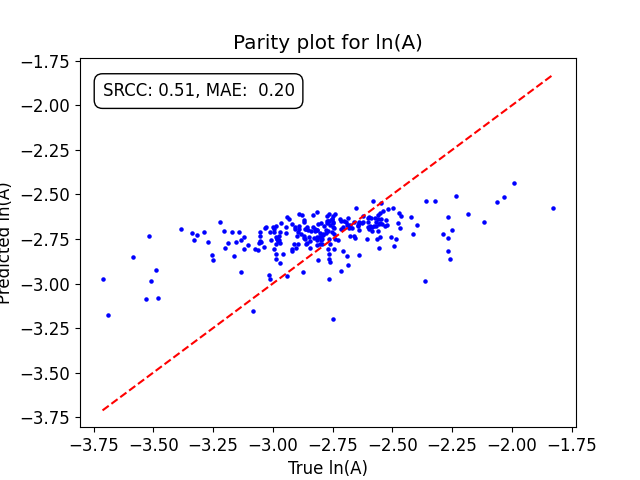 Parity plot for ln(A)
SRCC: 0.51, MAE:  0.20
Predicted ln(A)
−1.75
−2.00
−2.25
−2.50
−2.75
−3.00
−3.25
−3.50
−3.75
−3.75 −3.50 −3.25 −3.00 −2.75 −2.50 −2.25 −2.00 −1.75
True ln(A)